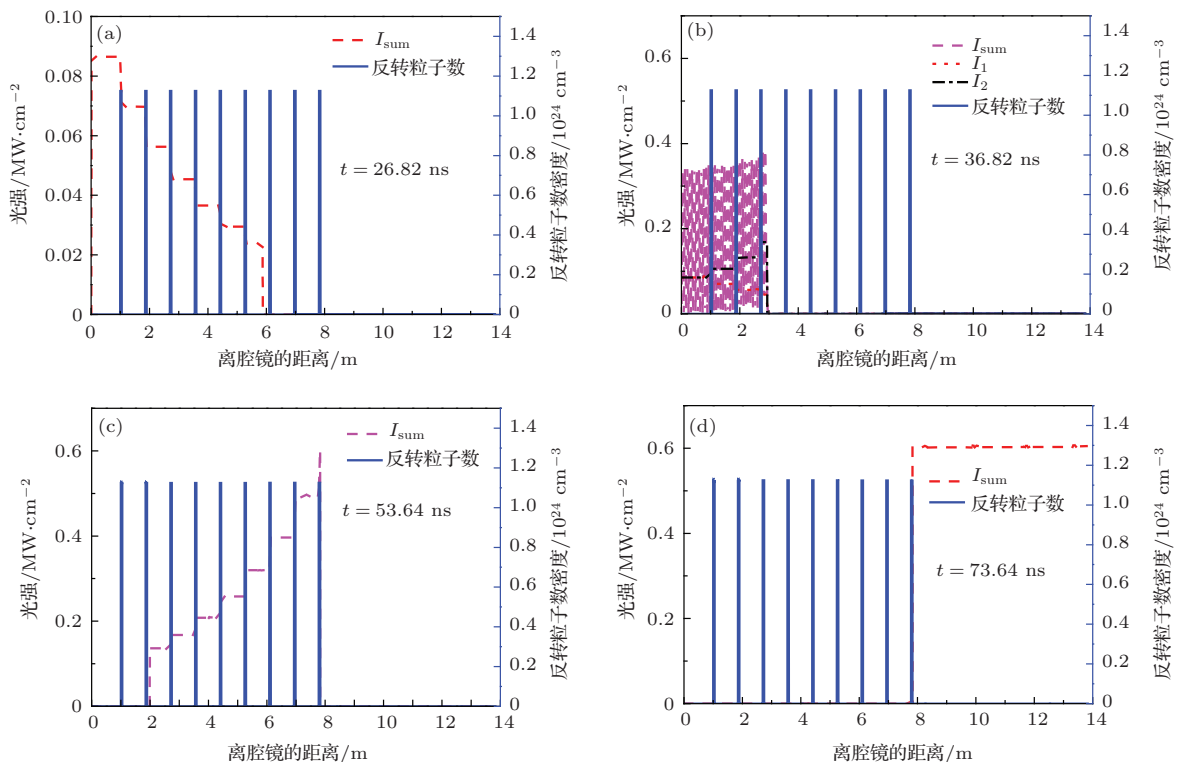 (a)
I_sum
反转粒子数
t = 26.82 ns
光强/MW·cm⁻²
0.10
0.08
0.06
0.04
0.02
0
反转粒子数密度/10²⁴ cm⁻³
1.4
1.2
1.0
0.8
0.6
0.4
0.2
0
0 2 4 6 8 10 12 14
离腔镜的距离/m
(b)
I_sum
I_1
I_2
反转粒子数
t = 36.82 ns
光强/MW·cm⁻²
0.6
0.4
0.2
0
反转粒子数密度/10²⁴ cm⁻³
1.4
1.2
1.0
0.8
0.6
0.4
0.2
0
0 2 4 6 8 10 12 14
离腔镜的距离/m
(c)
I_sum
反转粒子数
t = 53.64 ns
光强/MW·cm⁻²
0.6
0.4
0.2
0
反转粒子数密度/10²⁴ cm⁻³
1.4
1.2
1.0
0.8
0.6
0.4
0.2
0
0 2 4 6 8 10 12 14
离腔镜的距离/m
(d)
I_sum
反转粒子数
t = 73.64 ns
光强/MW·cm⁻²
0.6
0.4
0.2
0
反转粒子数密度/10²⁴ cm⁻³
1.4
1.2
1.0
0.8
0.6
0.4
0.2
0
0 2 4 6 8 10 12 14
离腔镜的距离/m